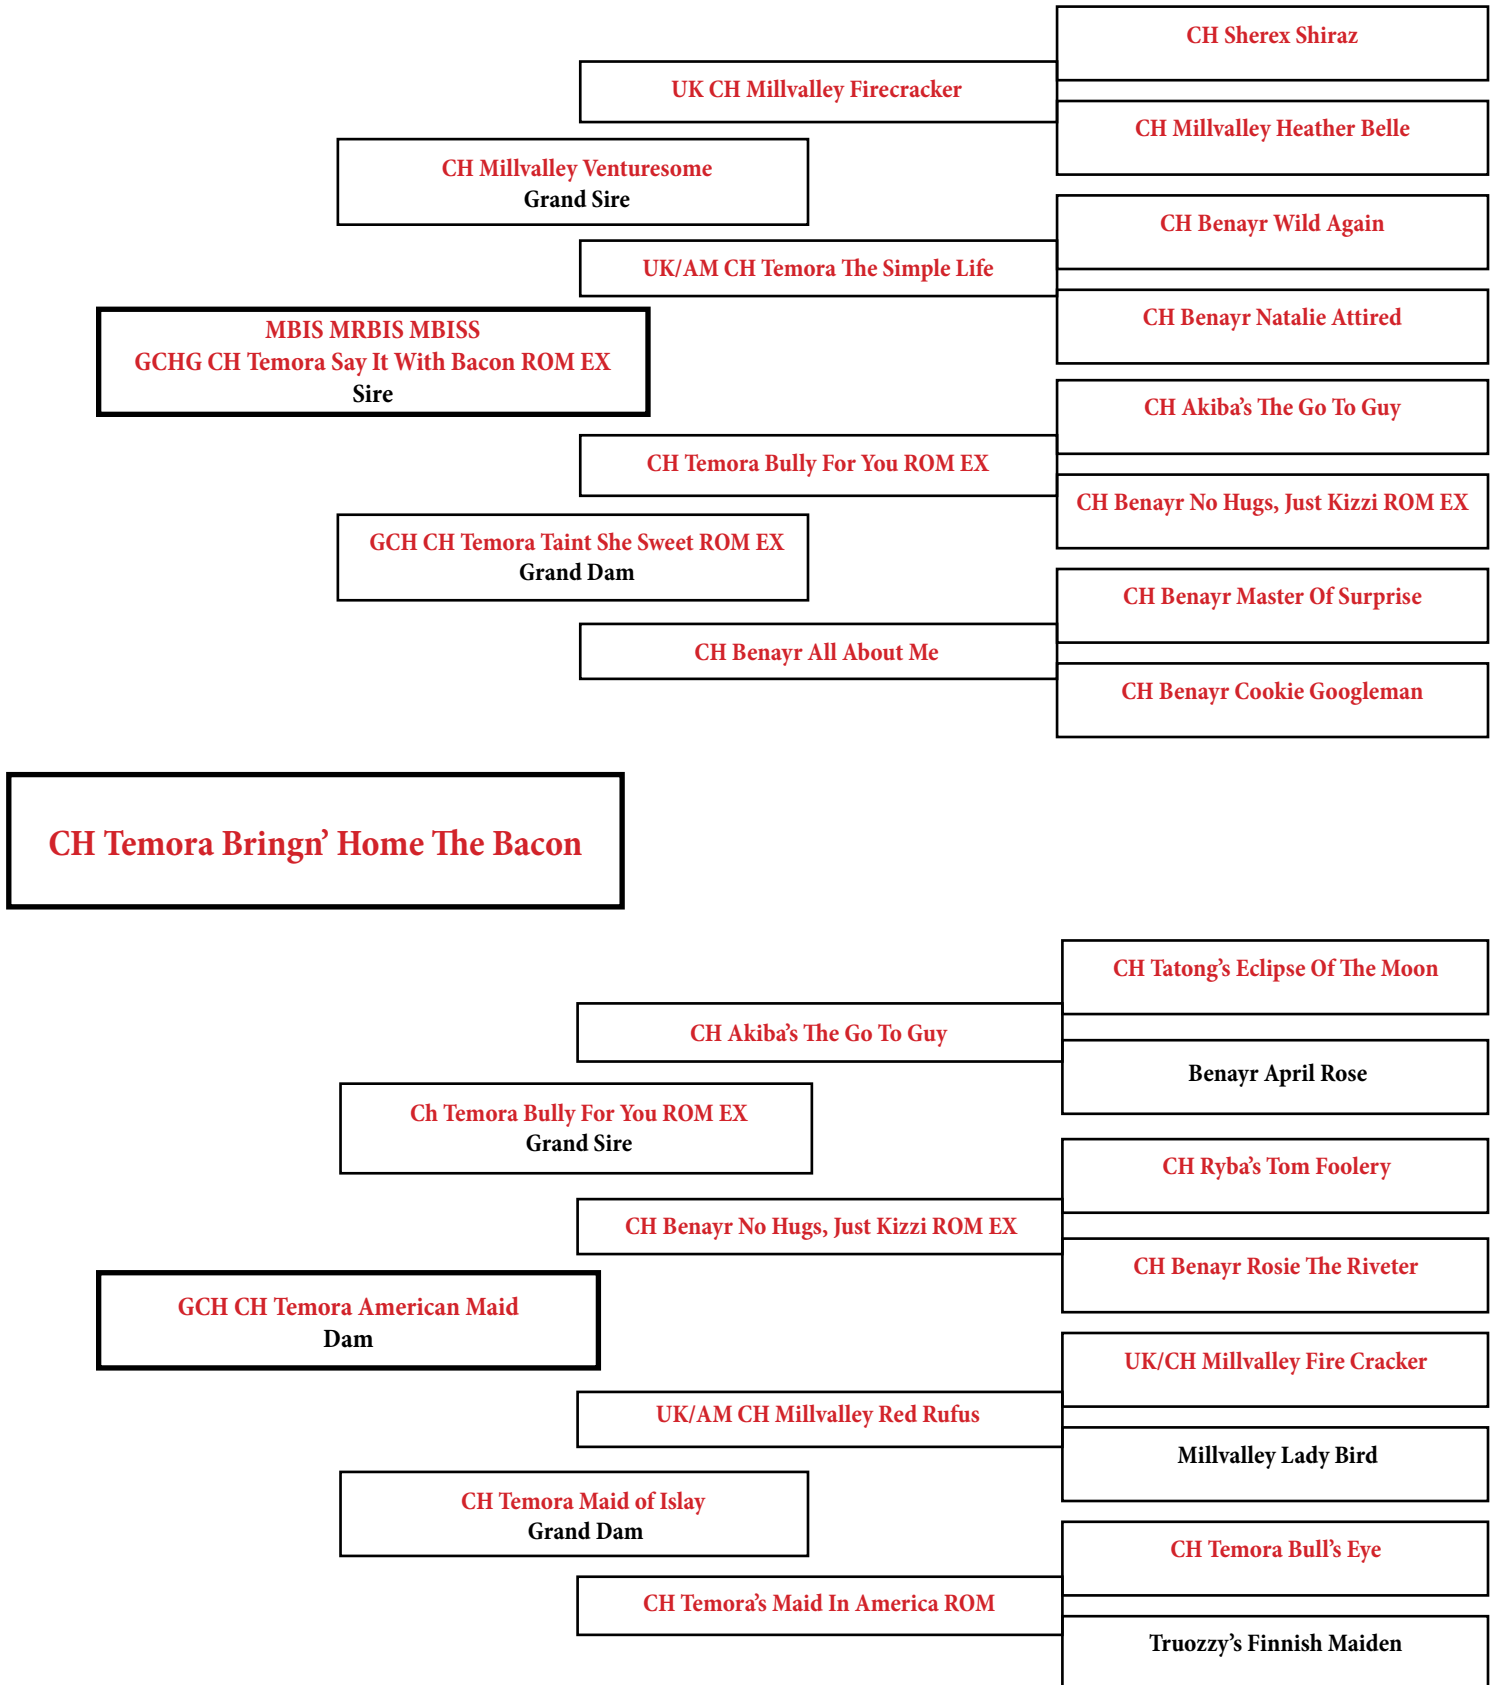 CH Sherex Shiraz
UK CH Millvalley Firecracker
CH Millvalley Heather Belle
CH Millvalley Venturesome
Grand Sire
CH Benayr Wild Again
UK/AM CH Temora The Simple Life
CH Benayr Natalie Attired
MBIS MRBIS MBISS
GCHG CH Temora Say It With Bacon ROM EX
Sire
CH Akiba’s The Go To Guy
CH Temora Bully For You ROM EX
CH Benayr No Hugs, Just Kizzi ROM EX
GCH CH Temora Taint She Sweet ROM EX
Grand Dam
CH Benayr Master Of Surprise
CH Benayr All About Me
CH Benayr Cookie Googleman
CH Temora Bringn’ Home The Bacon
CH Tatong’s Eclipse Of The Moon
CH Akiba’s The Go To Guy
Benayr April Rose
Ch Temora Bully For You ROM EX
Grand Sire
CH Ryba’s Tom Foolery
CH Benayr No Hugs, Just Kizzi ROM EX
CH Benayr Rosie The Riveter
GCH CH Temora American Maid
Dam
UK/CH Millvalley Fire Cracker
UK/AM CH Millvalley Red Rufus
Millvalley Lady Bird
CH Temora Maid of Islay
Grand Dam
CH Temora Bull’s Eye
CH Temora’s Maid In America ROM
Truozzy’s Finnish Maiden